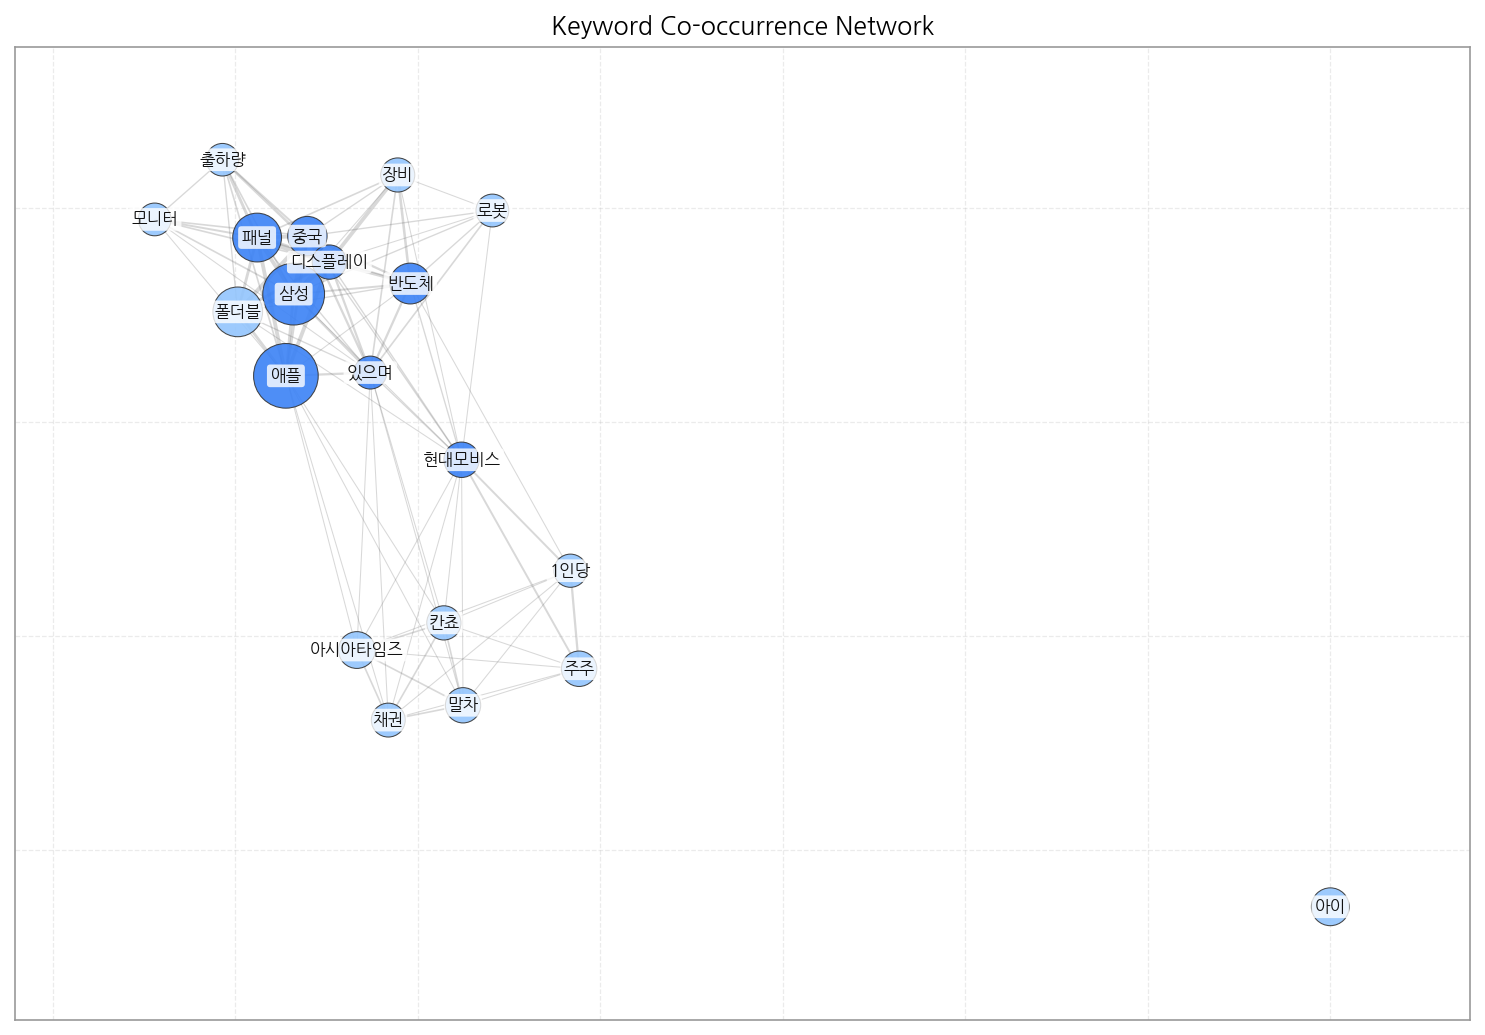 Keyword Co-occurrence Network
출하량
장비
로봇
모니터
패널
중국
디스플레이
반도체
삼성
폴더블
있으며
애플
현대모비스
1인당
칸쵸
아시아타임즈
주주
말차
채권
아이